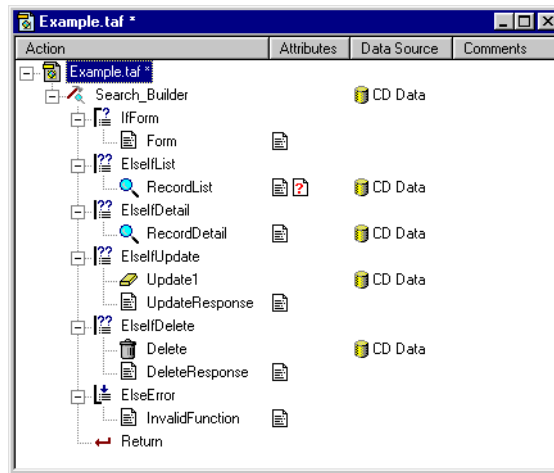 Example.taf *
Action Attributes Data Source Comments
Example.taf *
Search_Builder CD Data
IfForm
Form
ElseIfList
RecordList CD Data
ElseIfDetail
RecordDetail CD Data
ElseIfUpdate
Update1 CD Data
UpdateResponse
ElseIfDelete
Delete CD Data
DeleteResponse
ElseError
InvalidFunction
Return